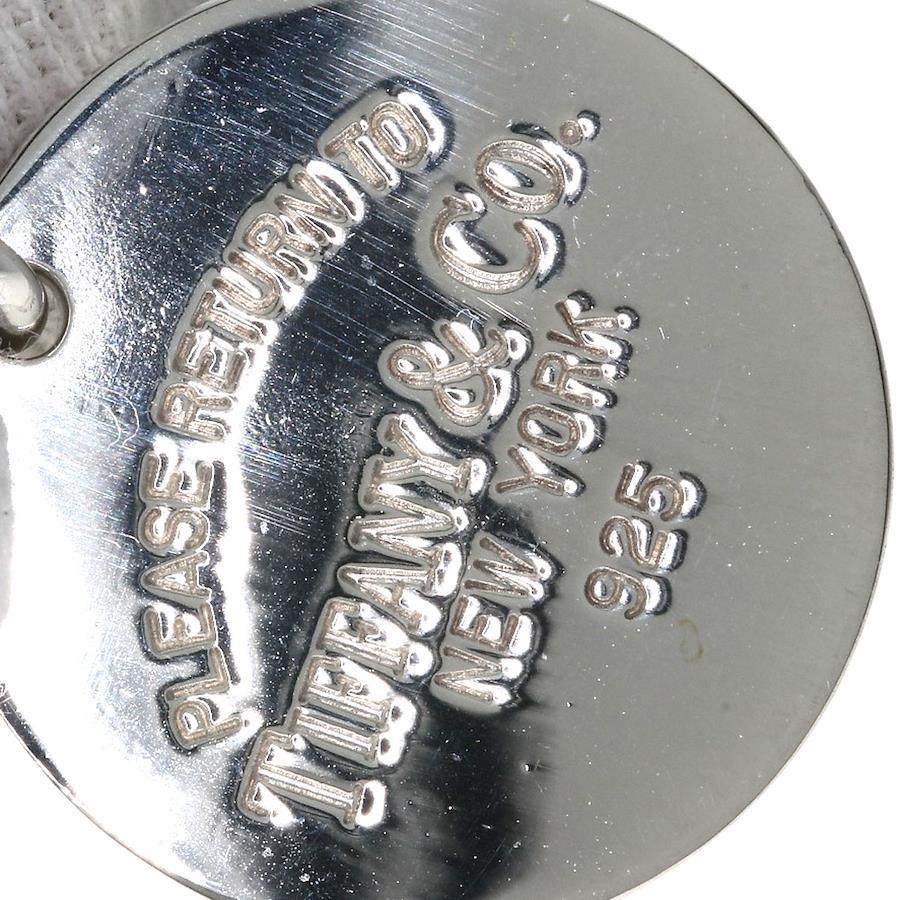 PLEASE RETURN TO
TIFFANY & CO.
NEW YORK.
925